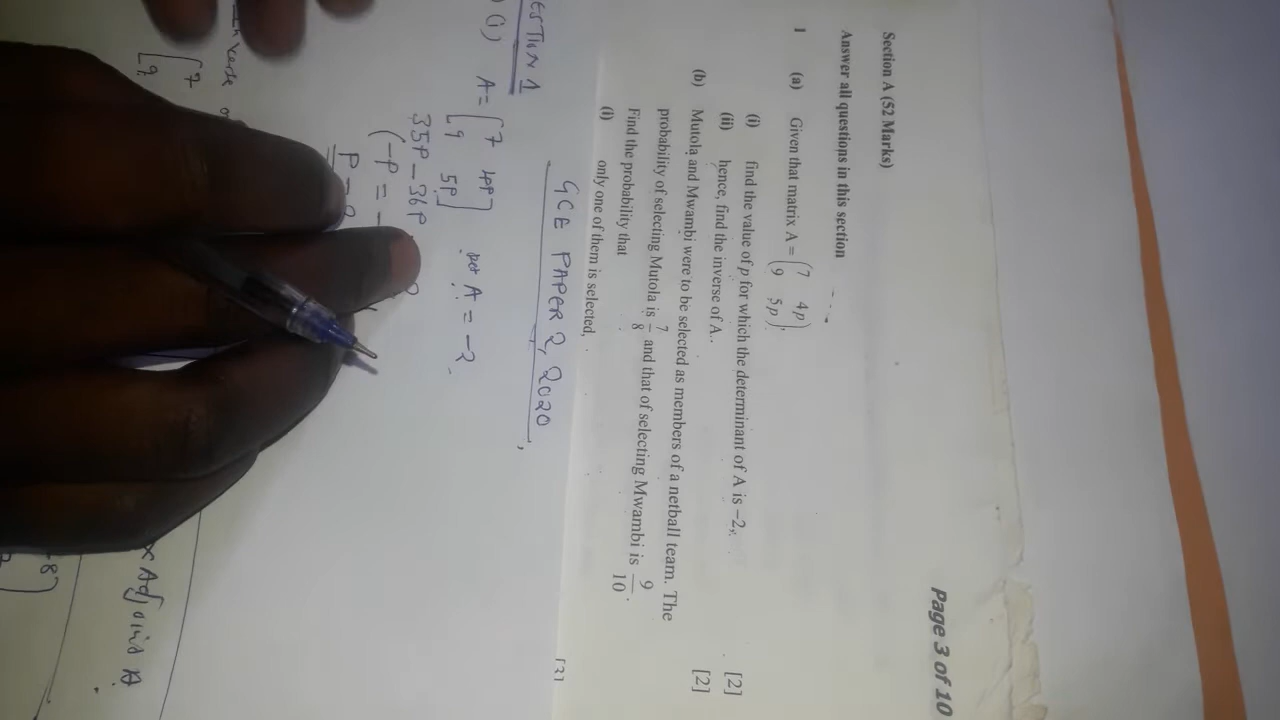 Page 3 of 10
Section A (52 Marks)
Answer all questions in this section
1 (a) Given that matrix A = (7 4p
9 5p),
(i) find the value of p for which the determinant of A is –2, [2]
(ii) hence, find the inverse of A. [2]
(b) Mutola and Mwambi were to be selected as members of a netball team. The
probability of selecting Mutola is 7/8 and that of selecting Mwambi is 9/10.
Find the probability that
(i) only one of them is selected,
GCE PAPER 2, 2020
(i) A = [7 4P
9 5P] det A = -2
35P - 36P
(-P = -
P =
x Adjoint A
[7
9